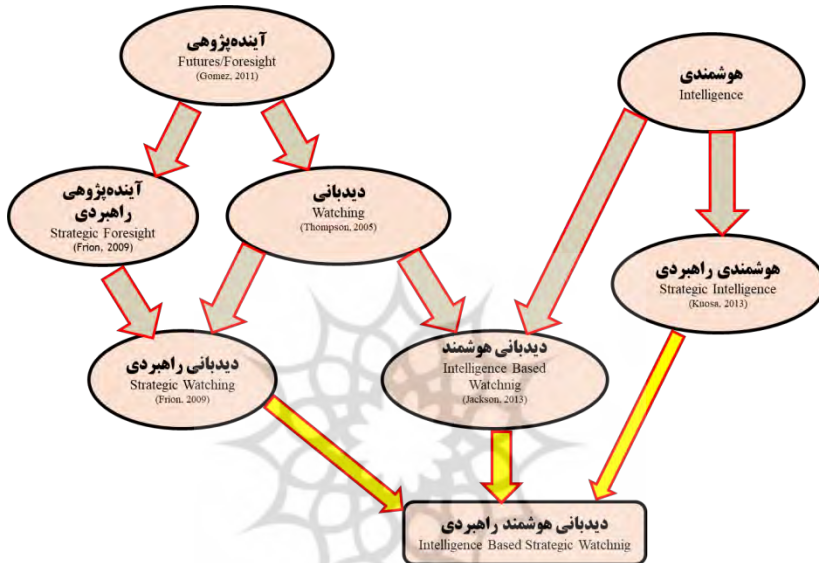 آینده‌پژوهی
Futures/Foresight
(Gomez, 2011)
هوشمندی
Intelligence
آینده‌پژوهی
راهبردی
Strategic Foresight
(Frion, 2009)
دیدبانی
Watching
(Thompson, 2005)
هوشمندی راهبردی
Strategic Intelligence
(Kuosa, 2013)
دیدبانی راهبردی
Strategic Watching
(Frion, 2009)
دیدبانی هوشمند
Intelligence Based
Watchnig
(Jackson, 2013)
دیدبانی هوشمند راهبردی
Intelligence Based Strategic Watchnig